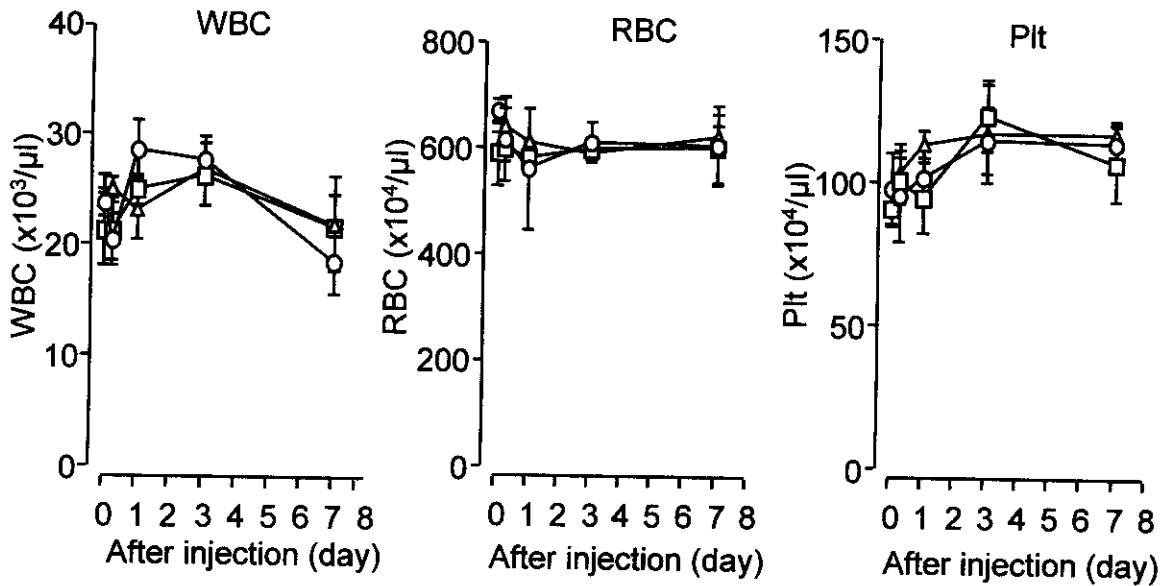 WBC
40
30
20
10
0
WBC (x10³/µl)
0 1 3 3 4 5 6 7 8
After injection (day)
RBC
800
600
400
200
0
RBC (x10⁴/µl)
0 1 2 3 4 5 6 7 8
After injection (day)
Plt
150
100
50
0
Plt (x10⁴/µl)
0 1 2 3 4 5 6 7 8
After injection (day)